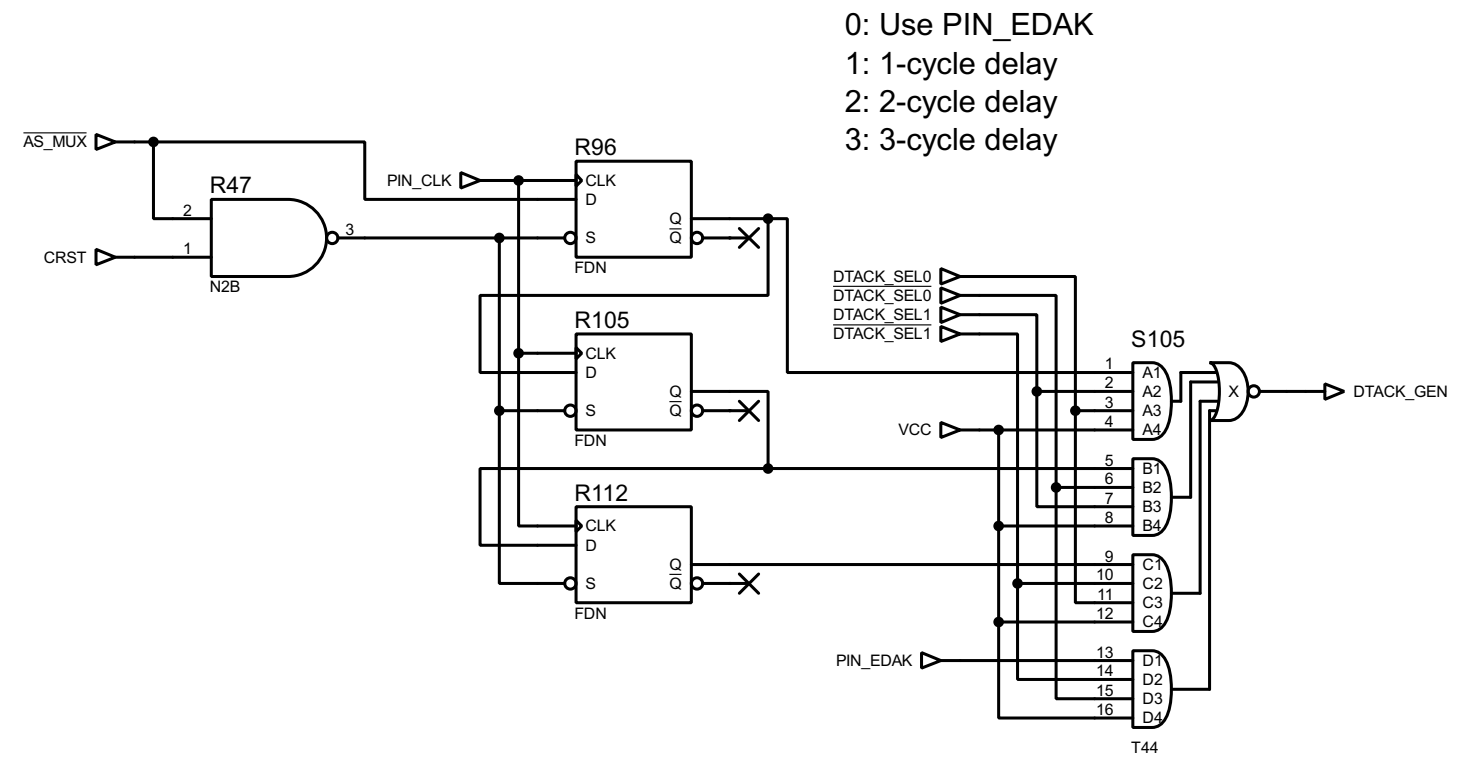 0: Use PIN_EDAK
1: 1-cycle delay
2: 2-cycle delay
3: 3-cycle delay
AS_MUX
R47
2
1
3
CRST
N2B
PIN_CLK
R96
CLK
D
S
Q
Q
FDN
R105
CLK
D
S
Q
Q
FDN
R112
CLK
D
S
Q
Q
FDN
DTACK_SEL0
DTACK_SEL0
DTACK_SEL1
DTACK_SEL1
VCC
PIN_EDAK
S105
1 A1
2 A2
3 A3
4 A4
5 B1
6 B2
7 B3
8 B4
9 C1
10 C2
11 C3
12 C4
13 D1
14 D2
15 D3
16 D4
X
DTACK_GEN
T44